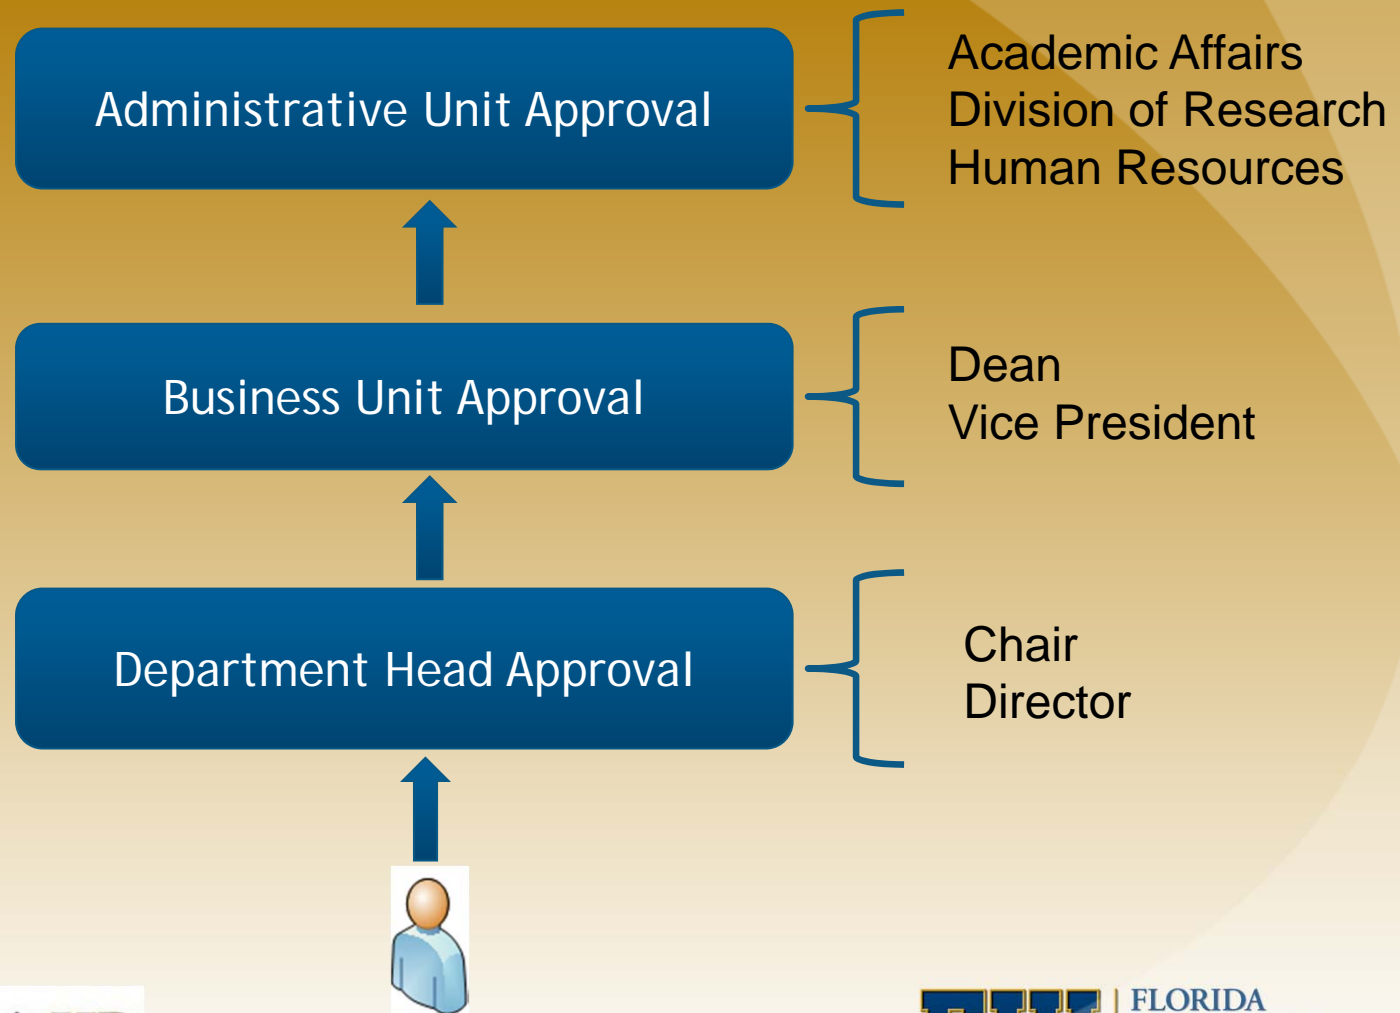 Administrative Unit Approval
Academic Affairs
Division of Research
Human Resources
Business Unit Approval
Dean
Vice President
Department Head Approval
Chair
Director
FLORIDA